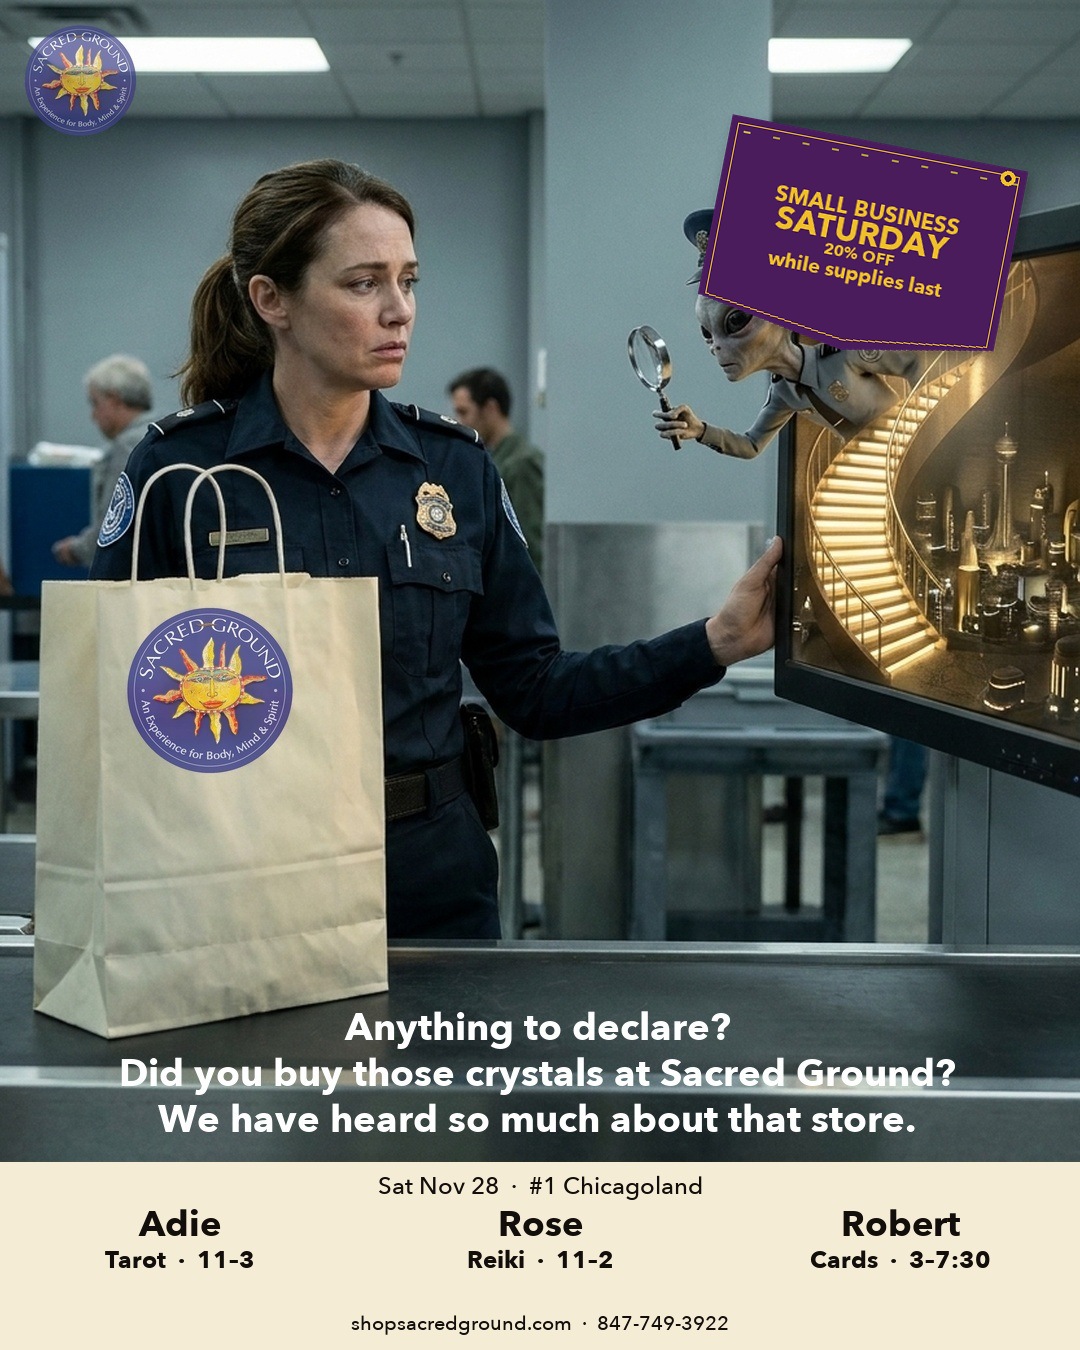 SACRED GROUND
An Experience for Body, Mind & Spirit
SMALL BUSINESS
SATURDAY
20% OFF
while supplies last
SACRED GROUND
An Experience for Body, Mind & Spirit
Anything to declare?
Did you buy those crystals at Sacred Ground?
We have heard so much about that store.
Sat Nov 28 · #1 Chicagoland
Adie
Tarot · 11–3
Rose
Reiki · 11–2
Robert
Cards · 3–7:30
shopsacredground.com · 847-749-3922